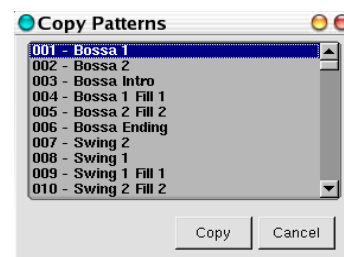 Copy Patterns
001 - Bossa 1
002 - Bossa 2
003 - Bossa Intro
004 - Bossa 1 Fill 1
005 - Bossa 2 Fill 2
006 - Bossa Ending
007 - Swing 2
008 - Swing 1
009 - Swing 1 Fill 1
010 - Swing 2 Fill 2
Copy Cancel